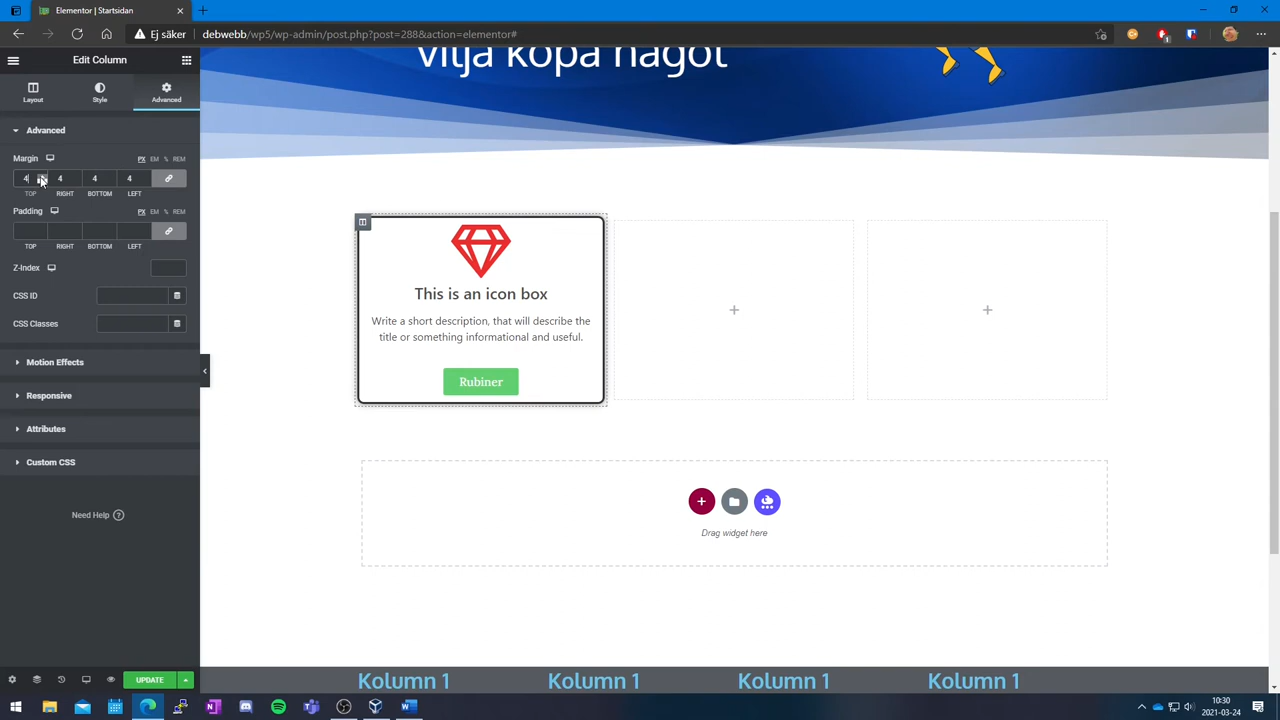 Elementor | Startsidan
Ej säker
debwebb/wp5/wp-admin/post.php?post=288&action=elementor#
Edit Column
Layout
Style
Advanced
Advanced
Margin
PX EM % REM
4 4 4 4
TOP RIGHT BOTTOM LEFT
Padding
PX EM % REM
TOP RIGHT BOTTOM LEFT
Z-Index
CSS ID
CSS Classes
Motion Effects
Responsive
Attributes
Custom CSS
Need Help ?
UPDATE
vilja köpa något
This is an icon box
Write a short description, that will describe the
title or something informational and useful.
Rubiner
+
+
+
Drag widget here
Kolumn 1 Kolumn 1 Kolumn 1 Kolumn 1
10:30
2021-03-24